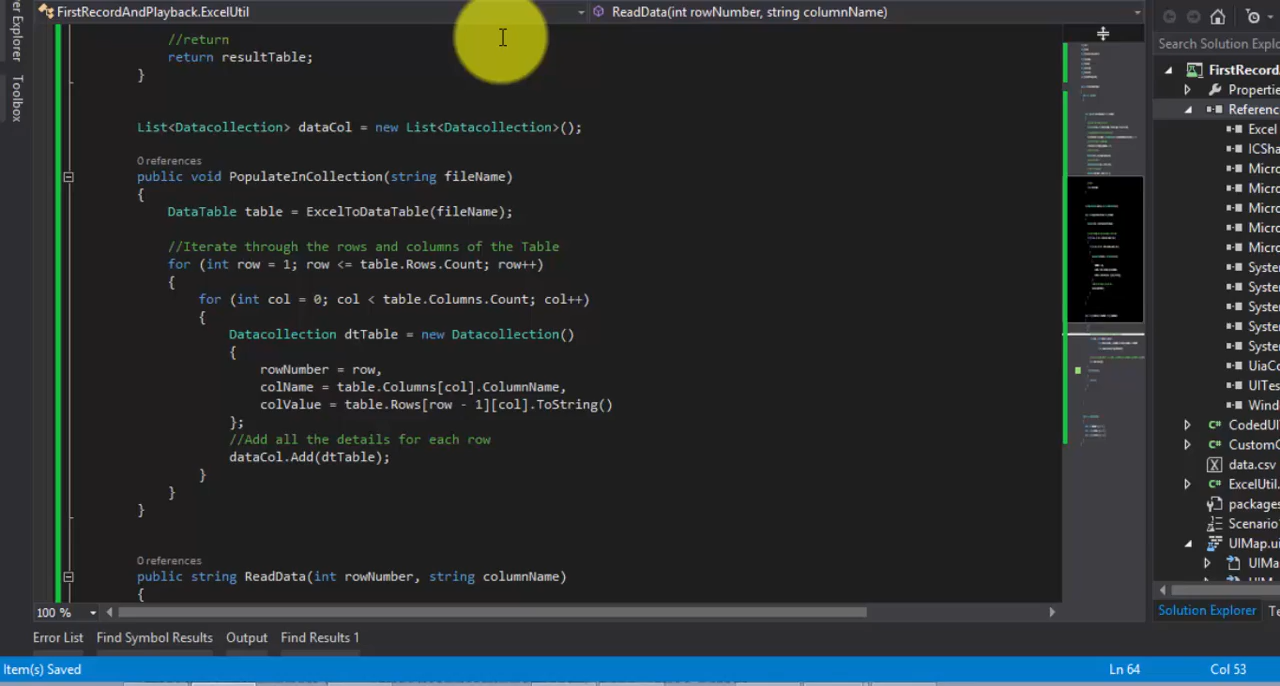 FirstRecordAndPlayback.ExcelUtil
ReadData(int rowNumber, string columnName)
//return
return resultTable;
}
List<Datacollection> dataCol = new List<Datacollection>();
0 references
public void PopulateInCollection(string fileName)
{
DataTable table = ExcelToDataTable(fileName);
//Iterate through the rows and columns of the Table
for (int row = 1; row <= table.Rows.Count; row++)
{
for (int col = 0; col < table.Columns.Count; col++)
{
Datacollection dtTable = new Datacollection()
{
rowNumber = row,
colName = table.Columns[col].ColumnName,
colValue = table.Rows[row - 1][col].ToString()
};
//Add all the details for each row
dataCol.Add(dtTable);
}
}
}
0 references
public string ReadData(int rowNumber, string columnName)
{
100 %
Error List
Find Symbol Results
Output
Find Results 1
Item(s) Saved
Ln 64
Col 53
er Explorer
Toolbox
Search Solution Explo
FirstRecord
Propertie
Referenc
Excel
ICSha
Micro
Micro
Micro
Micro
Micro
Syster
Syster
Syster
Syster
Syster
UiaCo
UITes
Wind
CodedUI
CustomC
data.csv
ExcelUtil.
packages
Scenario
UIMap.ui
UIMa
UIMa
Solution Explorer
Te